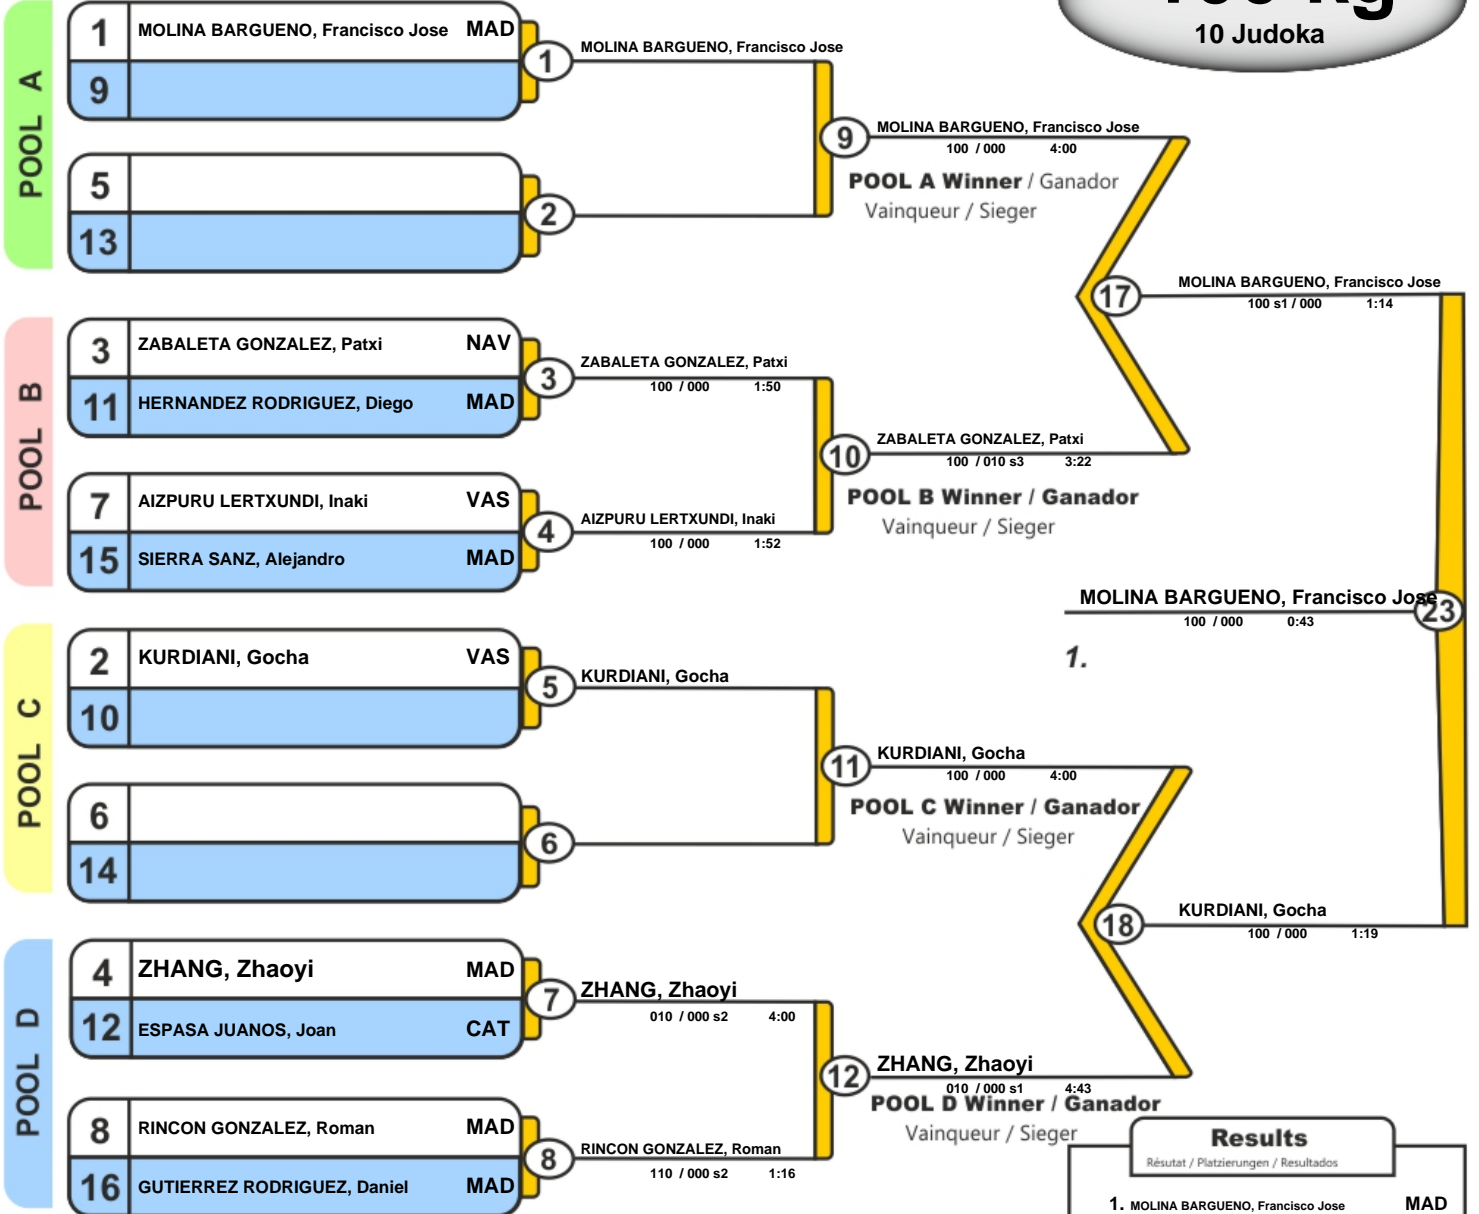 10 Judoka
POOL A
1 MOLINA BARGUENO, Francisco Jose MAD
9
5
13
1 MOLINA BARGUENO, Francisco Jose
2
9 MOLINA BARGUENO, Francisco Jose
100 / 000 4:00
POOL A Winner / Ganador
Vainqueur / Sieger
POOL B
3 ZABALETA GONZALEZ, Patxi NAV
11 HERNANDEZ RODRIGUEZ, Diego MAD
7 AIZPURU LERTXUNDI, Inaki VAS
15 SIERRA SANZ, Alejandro MAD
3 ZABALETA GONZALEZ, Patxi
100 / 000 1:50
4 AIZPURU LERTXUNDI, Inaki
100 / 000 1:52
10 ZABALETA GONZALEZ, Patxi
100 / 010 s3 3:22
POOL B Winner / Ganador
Vainqueur / Sieger
17 MOLINA BARGUENO, Francisco Jose
100 s1 / 000 1:14
MOLINA BARGUENO, Francisco Jose 23
100 / 000 0:43
1.
POOL C
2 KURDIANI, Gocha VAS
10
6
14
5 KURDIANI, Gocha
6
11 KURDIANI, Gocha
100 / 000 4:00
POOL C Winner / Ganador
Vainqueur / Sieger
POOL D
4 ZHANG, Zhaoyi MAD
12 ESPASA JUANOS, Joan CAT
8 RINCON GONZALEZ, Roman MAD
16 GUTIERREZ RODRIGUEZ, Daniel MAD
7 ZHANG, Zhaoyi
010 / 000 s2 4:00
8 RINCON GONZALEZ, Roman
110 / 000 s2 1:16
12 ZHANG, Zhaoyi
010 / 000 s1 4:43
POOL D Winner / Ganador
Vainqueur / Sieger
18 KURDIANI, Gocha
100 / 000 1:19
Results
Résutat / Platzierungen / Resultados
1. MOLINA BARGUENO, Francisco Jose MAD